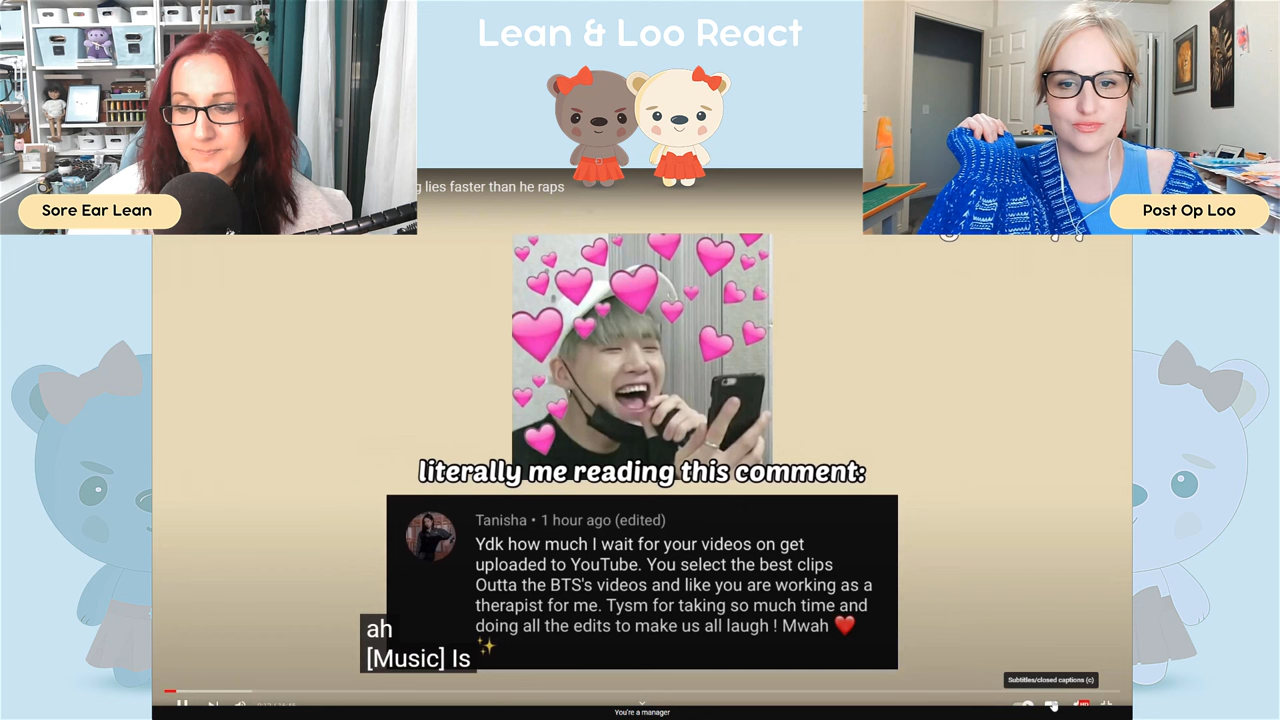 Lean & Loo React
lies faster than he raps
Sore Ear Lean
Post Op Loo
literally me reading this comment:
Tanisha • 1 hour ago (edited)
Ydk how much I wait for your videos on get
uploaded to YouTube. You select the best clips
Outta the BTS's videos and like you are working as a
therapist for me. Tysm for taking so much time and
doing all the edits to make us all laugh ! Mwah ❤️
✨
ah
[Music] Is
Subtitles/closed captions (c)
HD
You're a manager